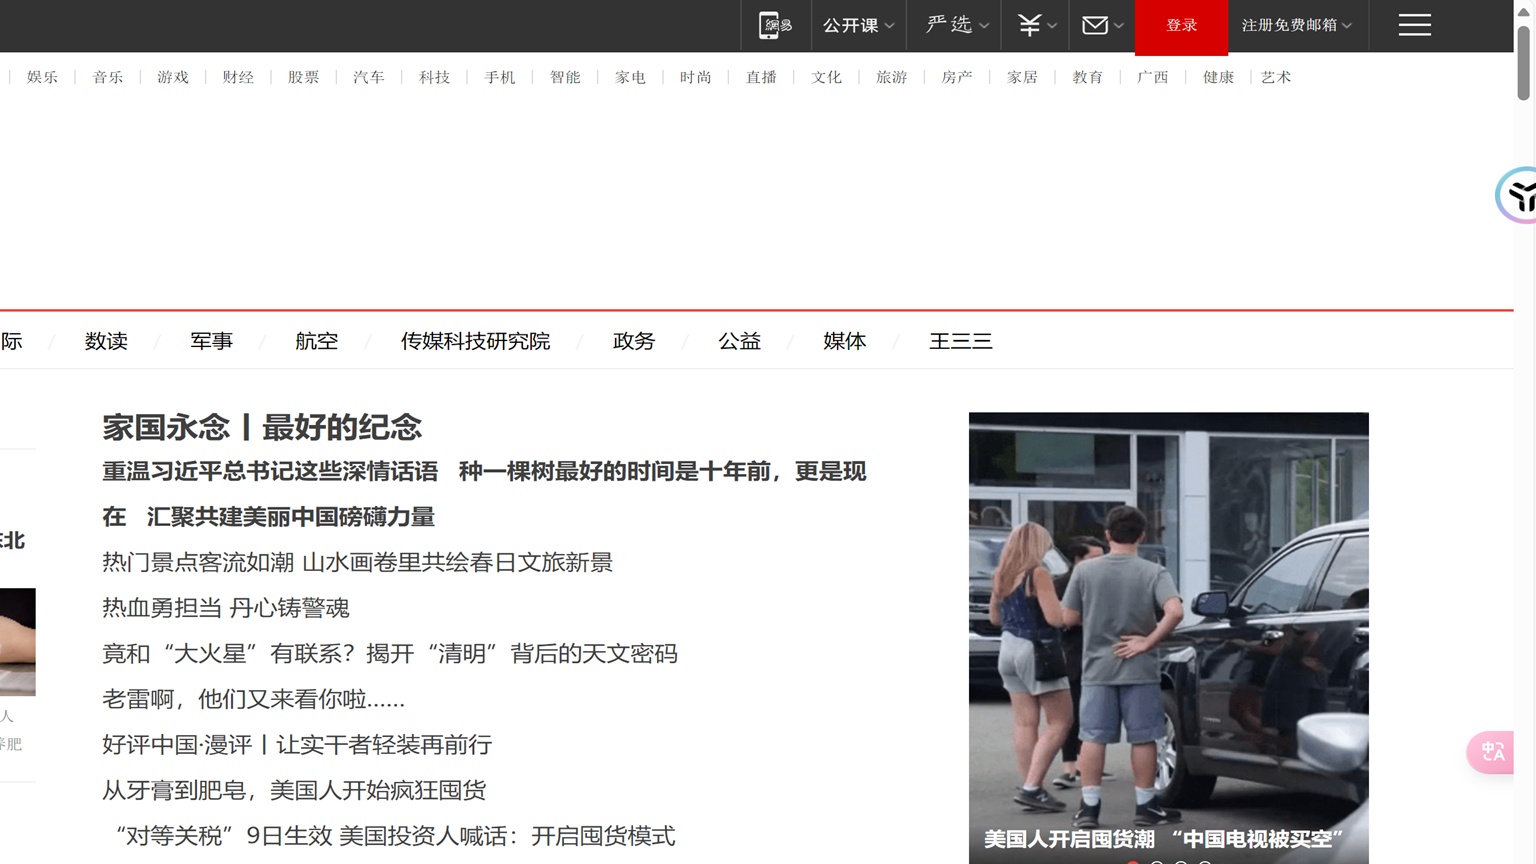 網易 公开课 严选 登录 注册免费邮箱
娱乐 音乐 游戏 财经 股票 汽车 科技 手机 智能 家电 时尚 直播 文化 旅游 房产 家居 教育 广西 健康 艺术
际 / 数读 / 军事 / 航空 / 传媒科技研究院 / 政务 / 公益 / 媒体 / 王三三
家国永念丨最好的纪念
重温习近平总书记这些深情话语 种一棵树最好的时间是十年前，更是现
在 汇聚共建美丽中国磅礴力量
北
热门景点客流如潮 山水画卷里共绘春日文旅新景
热血勇担当 丹心铸警魂
竟和“大火星”有联系？揭开“清明”背后的天文密码
老雷啊，他们又来看你啦……
人
肥
好评中国·漫评丨让实干者轻装再前行
从牙膏到肥皂，美国人开始疯狂囤货
“对等关税”9日生效 美国投资人喊话：开启囤货模式
美国人开启囤货潮 “中国电视被买空”
中A